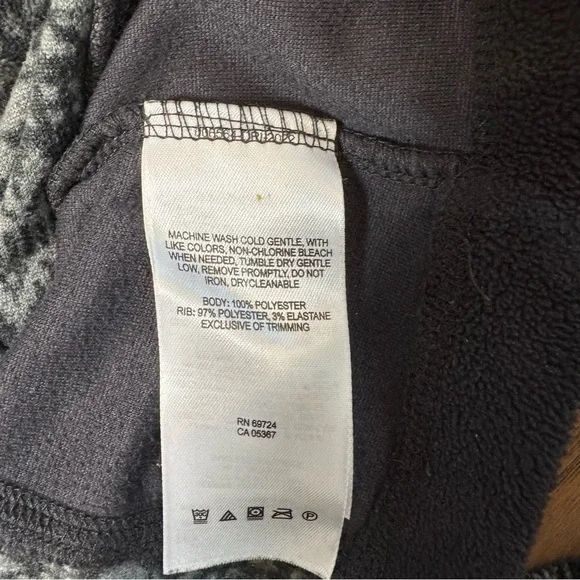 MACHINE WASH COLD GENTLE, WITH
LIKE COLORS, NON-CHLORINE BLEACH
WHEN NEEDED, TUMBLE DRY GENTLE
LOW, REMOVE PROMPTLY, DO NOT
IRON, DRYCLEANABLE
BODY: 100% POLYESTER
RIB: 97% POLYESTER, 3% ELASTANE
EXCLUSIVE OF TRIMMING
RN 69724
CA 05367